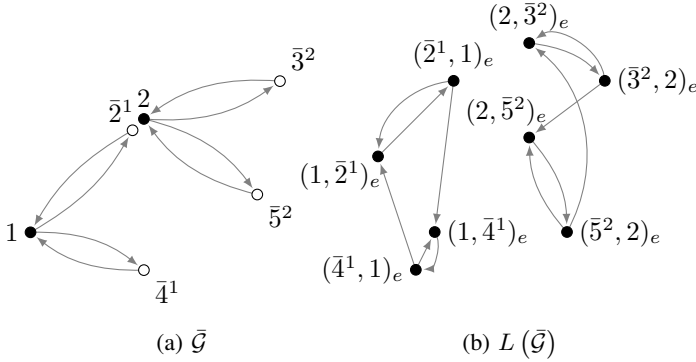 3̄²
2̄¹ 2
5̄²
1
4̄¹
(a) 𝒢̄
(2, 3̄²)ₑ
(2̄¹, 1)ₑ
(3̄², 2)ₑ
(2, 5̄²)ₑ
(1, 2̄¹)ₑ
(1, 4̄¹)ₑ
(5̄², 2)ₑ
(4̄¹, 1)ₑ
(b) L (𝒢̄)